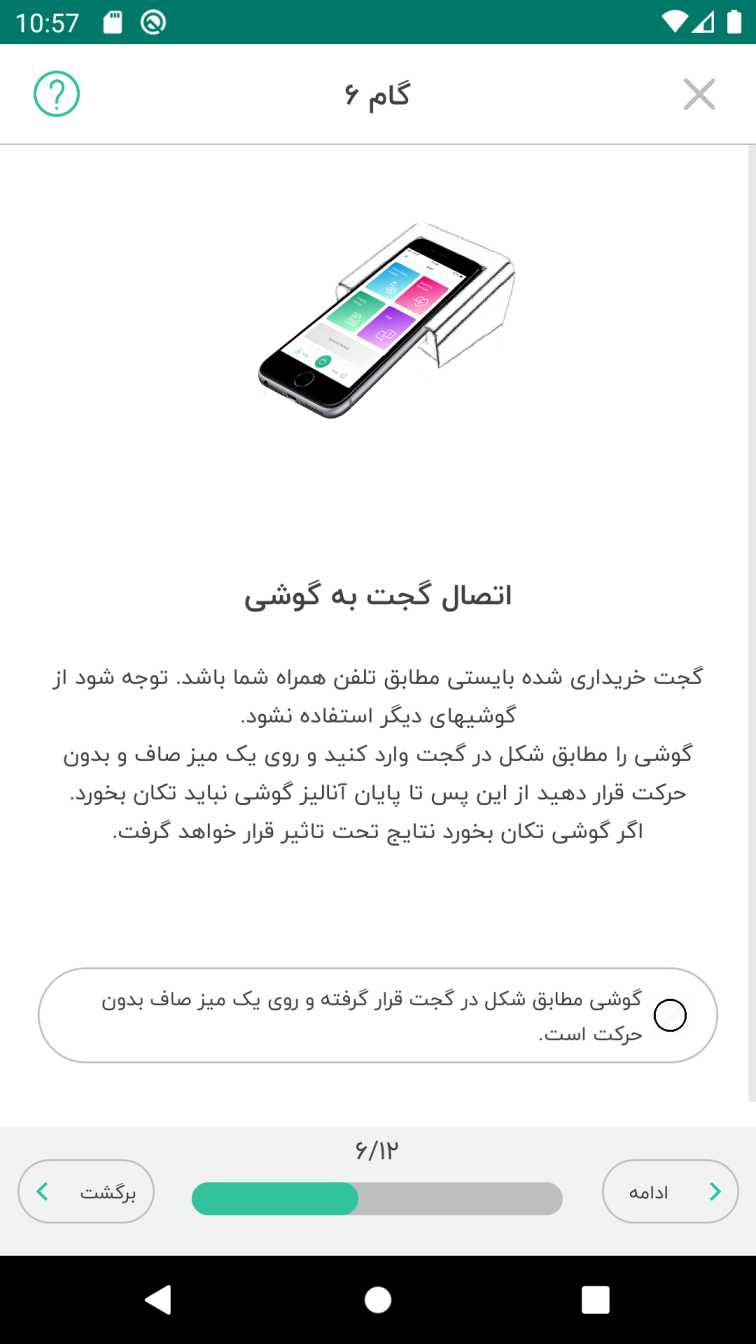 10:57
گام ۶
اتصال گجت به گوشی
گجت خریداری شده بایستی مطابق تلفن همراه شما باشد. توجه شود از
گوشیهای دیگر استفاده نشود.
گوشی را مطابق شکل در گجت وارد کنید و روی یک میز صاف و بدون
حرکت قرار دهید از این پس تا پایان آنالیز گوشی نباید تکان بخورد.
اگر گوشی تکان بخورد نتایج تحت تاثیر قرار خواهد گرفت.
گوشی مطابق شکل در گجت قرار گرفته و روی یک میز صاف بدون
حرکت است.
۶/۱۲
ادامه
برگشت